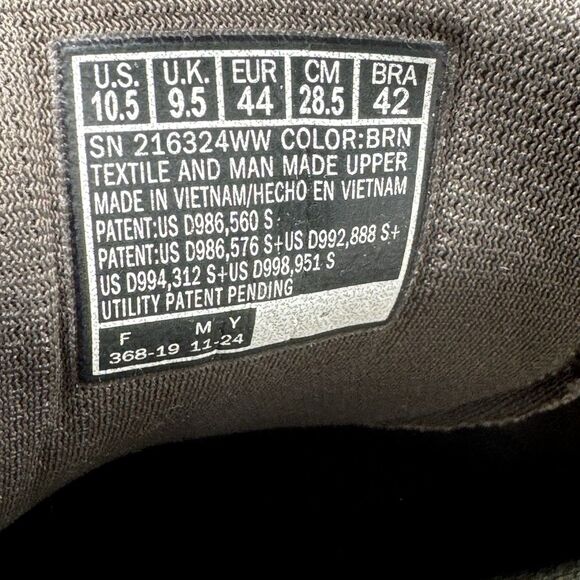 U.S. U.K. EUR CM BRA
10.5 9.5 44 28.5 42
SN 216324WW COLOR:BRN
TEXTILE AND MAN MADE UPPER
MADE IN VIETNAM/HECHO EN VIETNAM
PATENT:US D986,560 S
PATENT:US D986,576 S+US D992,888 S+
US D994,312 S+US D998,951 S
UTILITY PATENT PENDING
F M Y
368-19 11-24